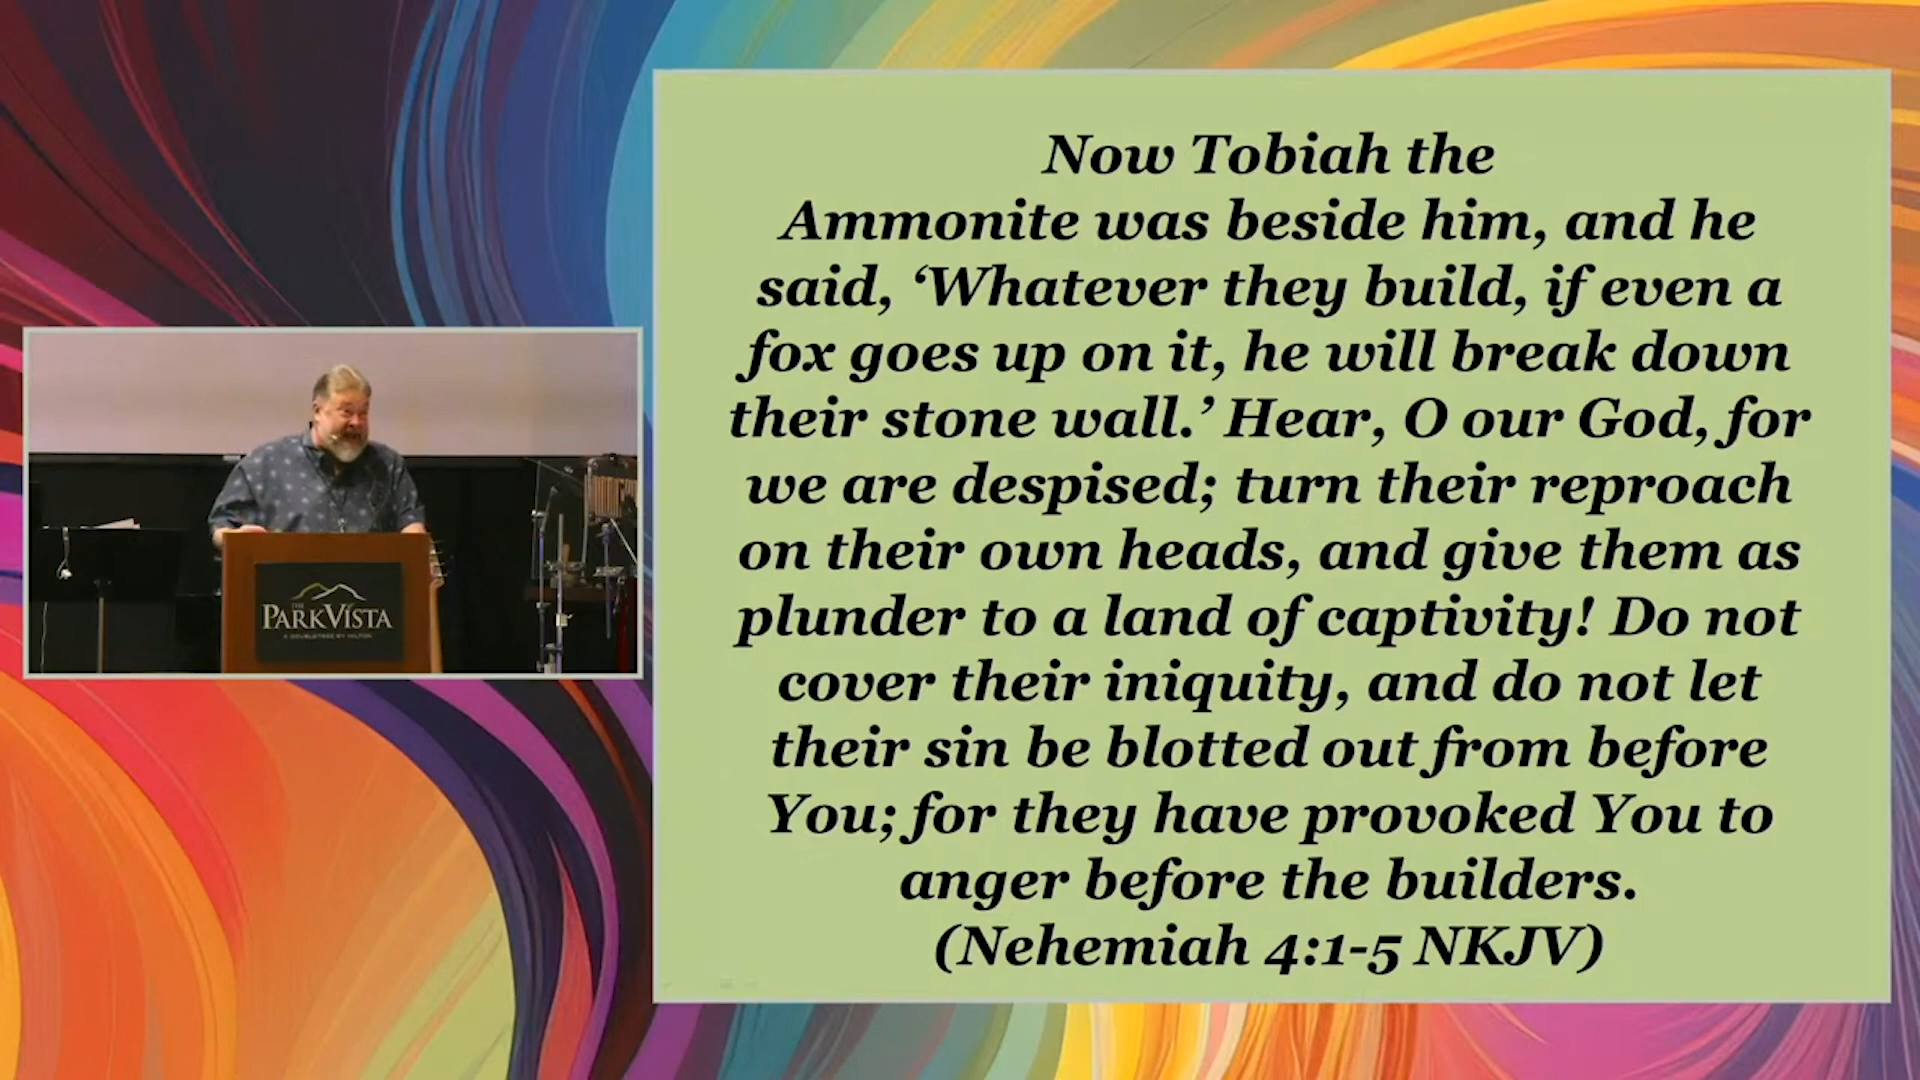 Now Tobiah the
Ammonite was beside him, and he
said, ‘Whatever they build, if even a
fox goes up on it, he will break down
their stone wall.’ Hear, O our God, for
we are despised; turn their reproach
on their own heads, and give them as
plunder to a land of captivity! Do not
cover their iniquity, and do not let
their sin be blotted out from before
You; for they have provoked You to
anger before the builders.
(Nehemiah 4:1-5 NKJV)
THE
PARKVISTA
A DOUBLETREE BY HILTON